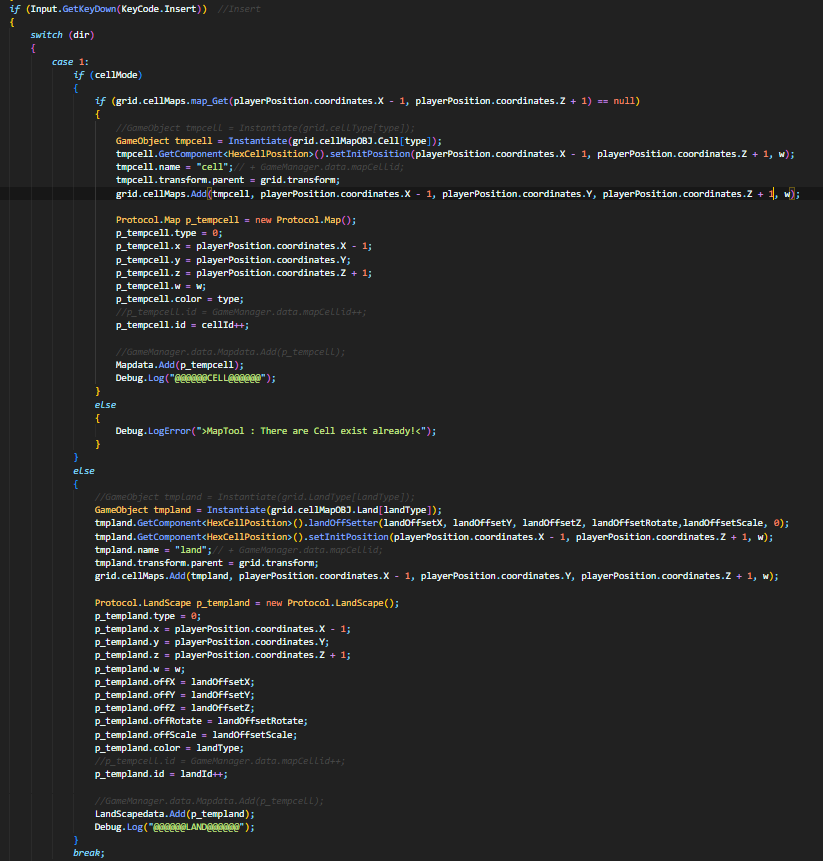 if (Input.GetKeyDown(KeyCode.Insert))  //Insert
{
    switch (dir)
    {
        case 1:
            if (cellMode)
            {
                if (grid.cellMaps.map_Get(playerPosition.coordinates.X - 1, playerPosition.coordinates.Z + 1) == null)
                {
                    //GameObject tmpcell = Instantiate(grid.cellType[type]);
                    GameObject tmpcell = Instantiate(grid.cellMapOBJ.Cell[type]);
                    tmpcell.GetComponent<HexCellPosition>().setInitPosition(playerPosition.coordinates.X - 1, playerPosition.coordinates.Z + 1, w);
                    tmpcell.name = "cell";// + GameManager.data.mapCellid;
                    tmpcell.transform.parent = grid.transform;
                    grid.cellMaps.Add(tmpcell, playerPosition.coordinates.X - 1, playerPosition.coordinates.Y, playerPosition.coordinates.Z + 1, w);

                    Protocol.Map p_tempcell = new Protocol.Map();
                    p_tempcell.type = 0;
                    p_tempcell.x = playerPosition.coordinates.X - 1;
                    p_tempcell.y = playerPosition.coordinates.Y;
                    p_tempcell.z = playerPosition.coordinates.Z + 1;
                    p_tempcell.w = w;
                    p_tempcell.color = type;
                    //p_tempcell.id = GameManager.data.mapCellid++;
                    p_tempcell.id = cellId++;

                    //GameManager.data.Mapdata.Add(p_tempcell);
                    Mapdata.Add(p_tempcell);
                    Debug.Log("@@@@@@CELL@@@@@@");
                }
                else
                {
                    Debug.LogError(">MapTool : There are Cell exist already!<");
                }
            }
            else
            {
                //GameObject tmpland = Instantiate(grid.LandType[landType]);
                GameObject tmpland = Instantiate(grid.cellMapOBJ.Land[landType]);
                tmpland.GetComponent<HexCellPosition>().landOffSetter(landOffsetX, landOffsetY, landOffsetZ, landOffsetRotate,landOffsetScale, 0);
                tmpland.GetComponent<HexCellPosition>().setInitPosition(playerPosition.coordinates.X - 1, playerPosition.coordinates.Z + 1, w);
                tmpland.name = "land";// + GameManager.data.mapCellid;
                tmpland.transform.parent = grid.transform;
                grid.cellMaps.Add(tmpland, playerPosition.coordinates.X - 1, playerPosition.coordinates.Y, playerPosition.coordinates.Z + 1, w);

                Protocol.LandScape p_templand = new Protocol.LandScape();
                p_templand.type = 0;
                p_templand.x = playerPosition.coordinates.X - 1;
                p_templand.y = playerPosition.coordinates.Y;
                p_templand.z = playerPosition.coordinates.Z + 1;
                p_templand.w = w;
                p_templand.offX = landOffsetX;
                p_templand.offY = landOffsetY;
                p_templand.offZ = landOffsetZ;
                p_templand.offRotate = landOffsetRotate;
                p_templand.offScale = landOffsetScale;
                p_templand.color = landType;
                //p_tempcell.id = GameManager.data.mapCellid++;
                p_templand.id = landId++;

                //GameManager.data.Mapdata.Add(p_tempcell);
                LandScapedata.Add(p_templand);
                Debug.Log("@@@@@@LAND@@@@@@");
            }
            break;